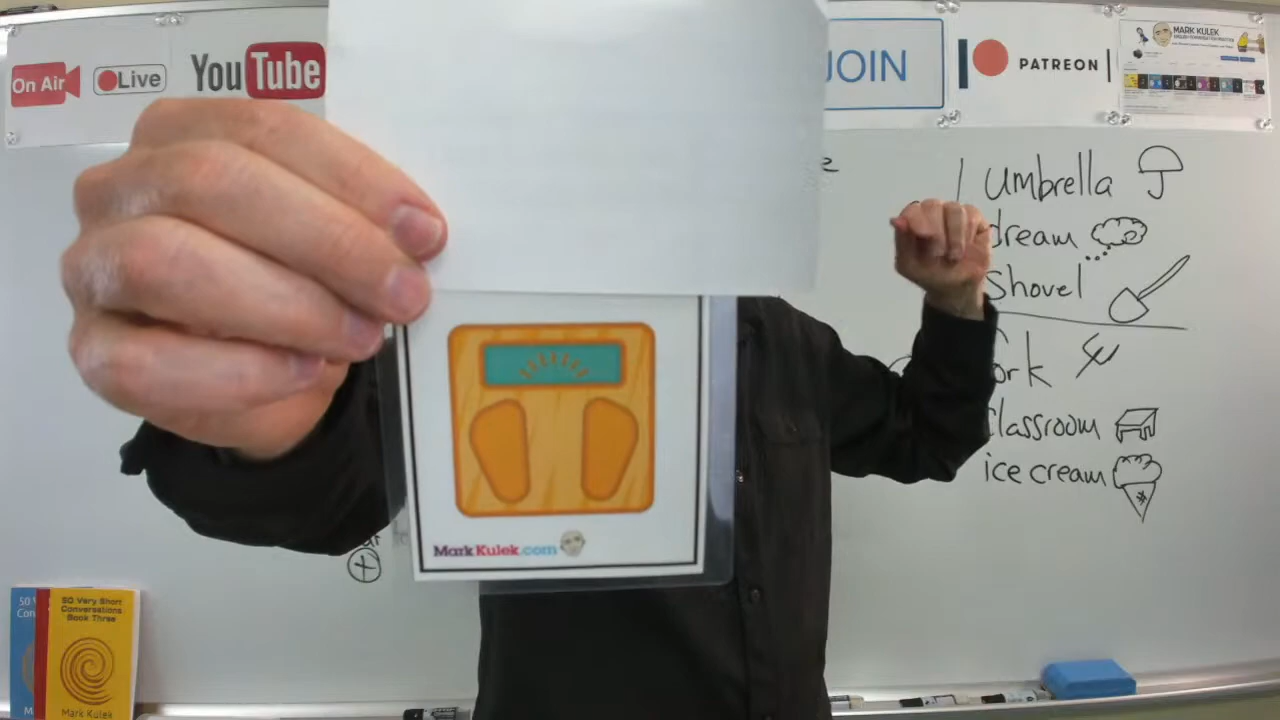 On Air
Live
YouTube
JOIN
PATREON
MARK KULEK
Umbrella
dream
Shovel
ork
classroom
ice cream
MarkKulek.com
50 Very Short
Conversations
Book Three
Mark Kulek